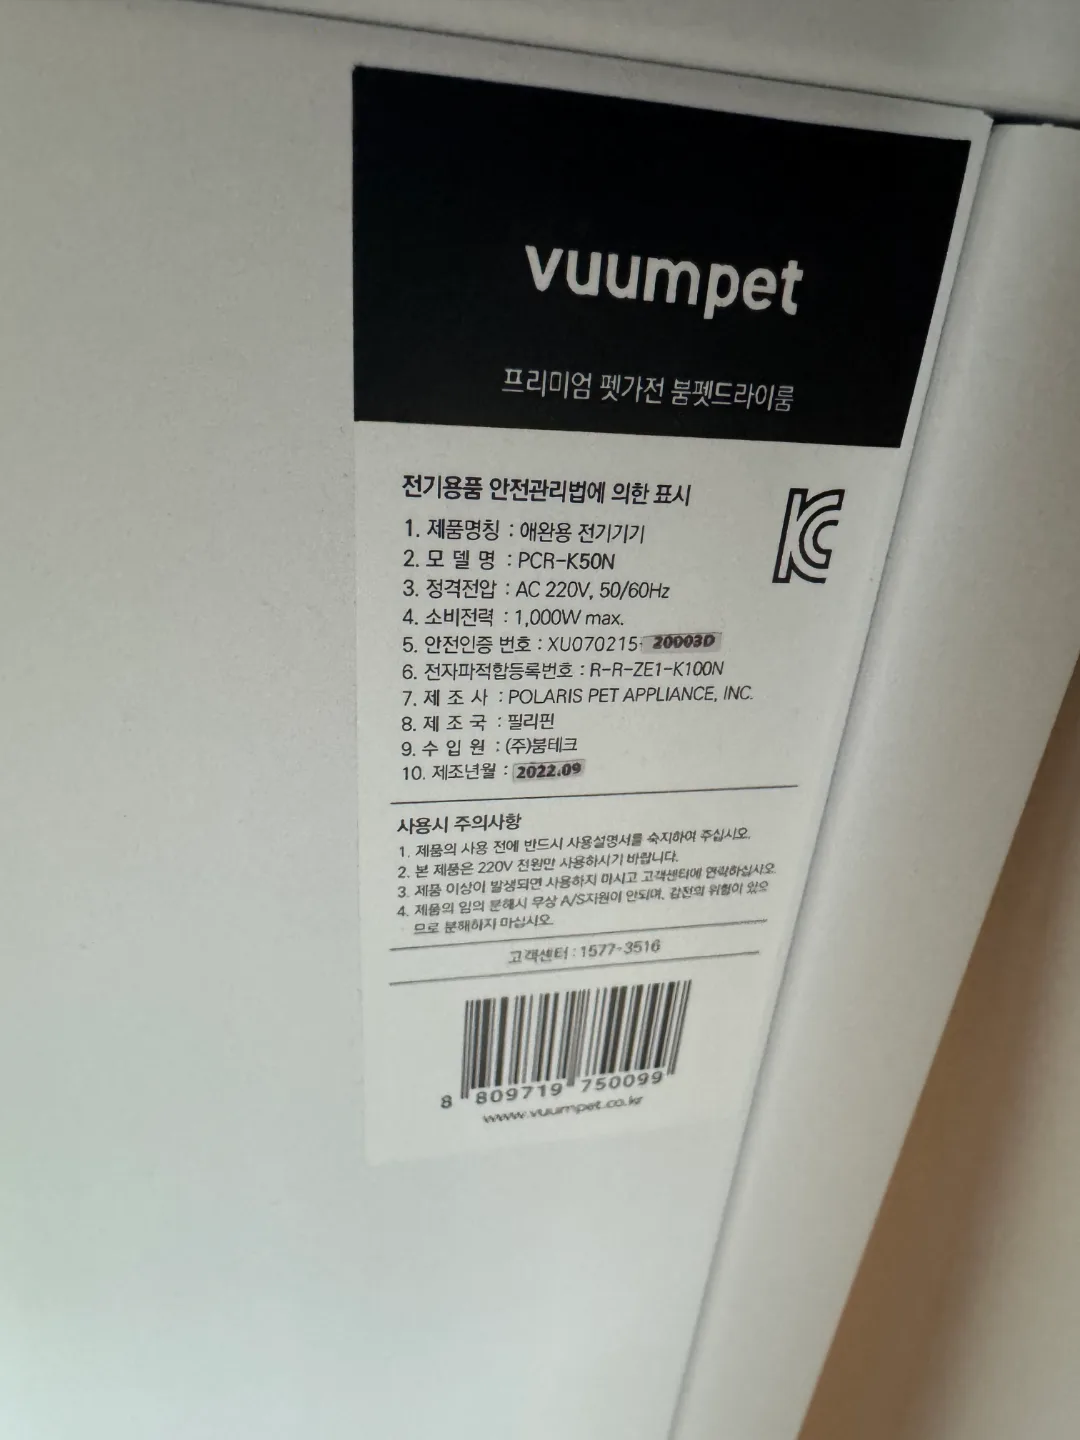 vuumpet
프리미엄 펫가전 붐펫드라이룸
전기용품 안전관리법에 의한 표시
1. 제품명칭 : 애완용 전기기기
2. 모 델 명 : PCR-K50N
3. 정격전압 : AC 220V, 50/60Hz
4. 소비전력 : 1,000W max.
5. 안전인증 번호 : XU070215-20003D
6. 전자파적합등록번호 : R-R-ZE1-K100N
7. 제 조 사 : POLARIS PET APPLIANCE, INC.
8. 제 조 국 : 필리핀
9. 수 입 원 : (주)붐테크
10. 제조년월 : 2022.09
사용시 주의사항
1. 제품의 사용 전에 반드시 사용설명서를 숙지하여 주십시오.
2. 본 제품은 220V 전원만 사용하시기 바랍니다.
3. 제품 이상이 발생되면 사용하지 마시고 고객센터에 연락하십시오.
4. 제품의 임의 분해시 무상 A/S지원이 안되며, 감전의 위험이 있으
므로 분해하지 마십시오.
고객센터 : 1577-3516
8 809719 750099
www.vuumpet.co.kr